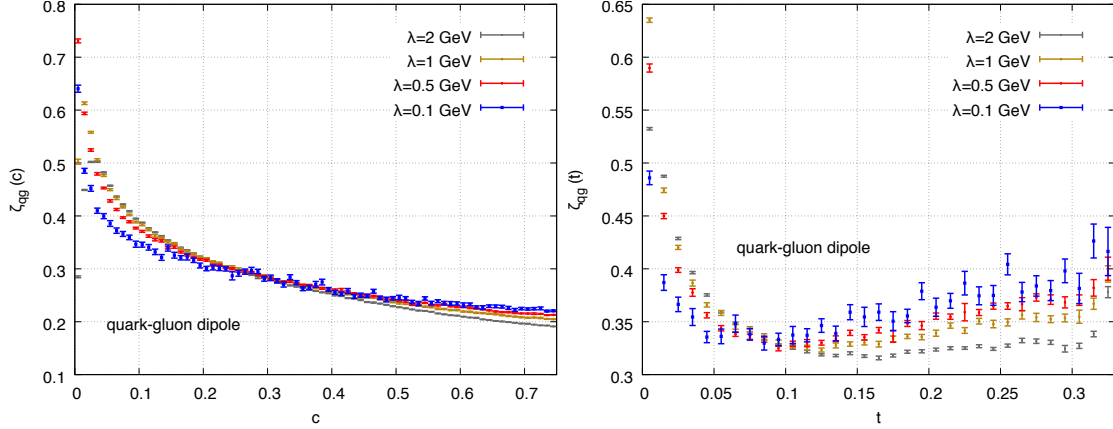 0.8
0.7
0.6
0.5
0.4
0.3
0.2
0.1
ζqg (c)
0
0.1
0.2
0.3
0.4
0.5
0.6
0.7
c
λ=2 GeV
λ=1 GeV
λ=0.5 GeV
λ=0.1 GeV
quark-gluon dipole
0.65
0.6
0.55
0.5
0.45
0.4
0.35
0.3
ζqg (t)
0
0.05
0.1
0.15
0.2
0.25
0.3
t
λ=2 GeV
λ=1 GeV
λ=0.5 GeV
λ=0.1 GeV
quark-gluon dipole